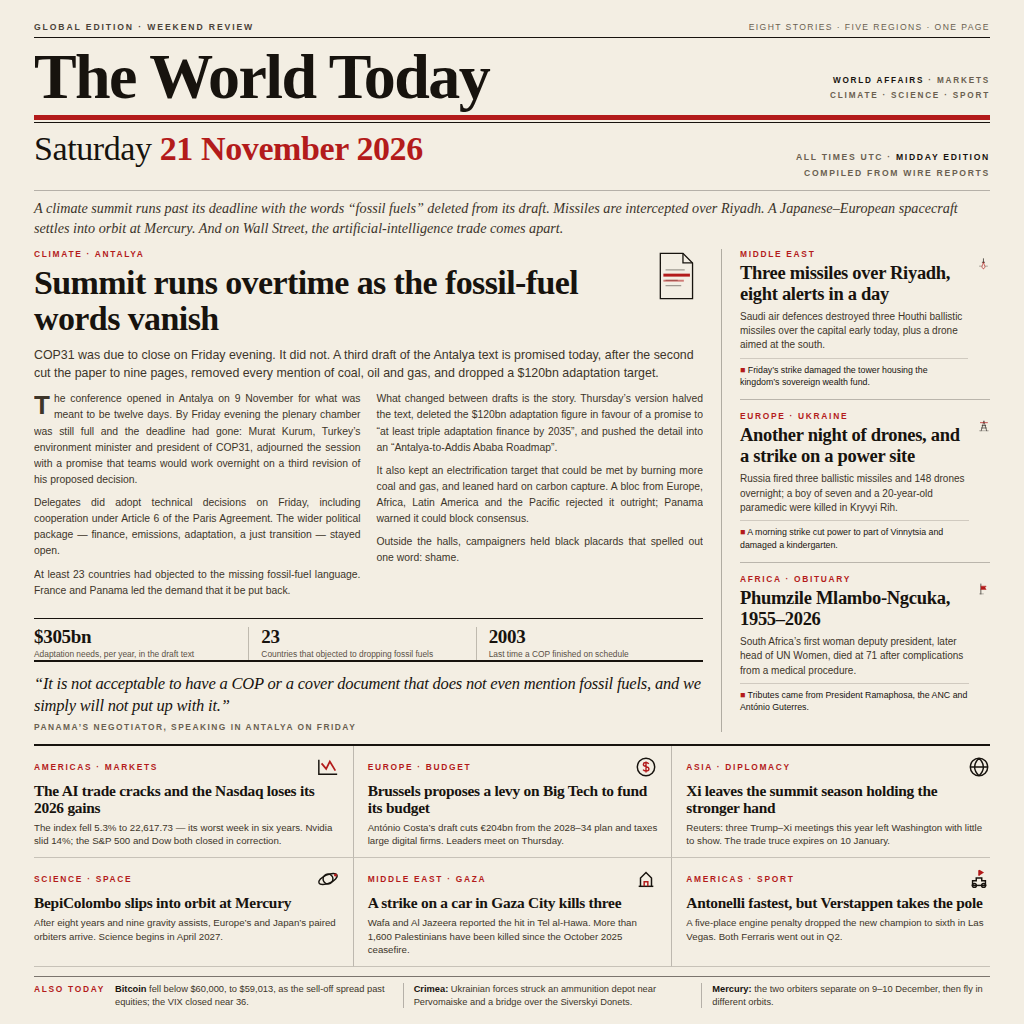 GLOBAL EDITION · WEEKEND REVIEW
EIGHT STORIES · FIVE REGIONS · ONE PAGE
The World Today
WORLD AFFAIRS · MARKETS
CLIMATE · SCIENCE · SPORT
Saturday 21 November 2026
ALL TIMES UTC · MIDDAY EDITION
COMPILED FROM WIRE REPORTS
A climate summit runs past its deadline with the words “fossil fuels” deleted from its draft. Missiles are intercepted over Riyadh. A Japanese–European spacecraft
settles into orbit at Mercury. And on Wall Street, the artificial-intelligence trade comes apart.
CLIMATE · ANTALYA
Summit runs overtime as the fossil-fuel
words vanish
COP31 was due to close on Friday evening. It did not. A third draft of the Antalya text is promised today, after the second
cut the paper to nine pages, removed every mention of coal, oil and gas, and dropped a $120bn adaptation target.
The conference opened in Antalya on 9 November for what was
meant to be twelve days. By Friday evening the plenary chamber
was still full and the deadline had gone: Murat Kurum, Turkey’s
environment minister and president of COP31, adjourned the session
with a promise that teams would work overnight on a third revision of
his proposed decision.
Delegates did adopt technical decisions on Friday, including
cooperation under Article 6 of the Paris Agreement. The wider political
package — finance, emissions, adaptation, a just transition — stayed
open.
At least 23 countries had objected to the missing fossil-fuel language.
France and Panama led the demand that it be put back.
What changed between drafts is the story. Thursday’s version halved
the text, deleted the $120bn adaptation figure in favour of a promise to
“at least triple adaptation finance by 2035”, and pushed the detail into
an “Antalya-to-Addis Ababa Roadmap”.
It also kept an electrification target that could be met by burning more
coal and gas, and leaned hard on carbon capture. A bloc from Europe,
Africa, Latin America and the Pacific rejected it outright; Panama
warned it could block consensus.
Outside the halls, campaigners held black placards that spelled out
one word: shame.
$305bn
Adaptation needs, per year, in the draft text
23
Countries that objected to dropping fossil fuels
2003
Last time a COP finished on schedule
“It is not acceptable to have a COP or a cover document that does not even mention fossil fuels, and we
simply will not put up with it.”
PANAMA’S NEGOTIATOR, SPEAKING IN ANTALYA ON FRIDAY
MIDDLE EAST
Three missiles over Riyadh,
eight alerts in a day
Saudi air defences destroyed three Houthi ballistic
missiles over the capital early today, plus a drone
aimed at the south.
■ Friday’s strike damaged the tower housing the
kingdom’s sovereign wealth fund.
EUROPE · UKRAINE
Another night of drones, and
a strike on a power site
Russia fired three ballistic missiles and 148 drones
overnight; a boy of seven and a 20-year-old
paramedic were killed in Kryvyi Rih.
■ A morning strike cut power to part of Vinnytsia and
damaged a kindergarten.
AFRICA · OBITUARY
Phumzile Mlambo-Ngcuka,
1955–2026
South Africa’s first woman deputy president, later
head of UN Women, died at 71 after complications
from a medical procedure.
■ Tributes came from President Ramaphosa, the ANC and
António Guterres.
AMERICAS · MARKETS
The AI trade cracks and the Nasdaq loses its
2026 gains
The index fell 5.3% to 22,617.73 — its worst week in six years. Nvidia
slid 14%; the S&P 500 and Dow both closed in correction.
EUROPE · BUDGET
Brussels proposes a levy on Big Tech to fund
its budget
António Costa’s draft cuts €204bn from the 2028–34 plan and taxes
large digital firms. Leaders meet on Thursday.
ASIA · DIPLOMACY
Xi leaves the summit season holding the
stronger hand
Reuters: three Trump–Xi meetings this year left Washington with little
to show. The trade truce expires on 10 January.
SCIENCE · SPACE
BepiColombo slips into orbit at Mercury
After eight years and nine gravity assists, Europe’s and Japan’s paired
orbiters arrive. Science begins in April 2027.
MIDDLE EAST · GAZA
A strike on a car in Gaza City kills three
Wafa and Al Jazeera reported the hit in Tel al-Hawa. More than
1,600 Palestinians have been killed since the October 2025
ceasefire.
AMERICAS · SPORT
Antonelli fastest, but Verstappen takes the pole
A five-place engine penalty dropped the new champion to sixth in Las
Vegas. Both Ferraris went out in Q2.
ALSO TODAY
Bitcoin fell below $60,000, to $59,013, as the sell-off spread past
equities; the VIX closed near 36.
Crimea: Ukrainian forces struck an ammunition depot near
Pervomaiske and a bridge over the Siverskyi Donets.
Mercury: the two orbiters separate on 9–10 December, then fly in
different orbits.